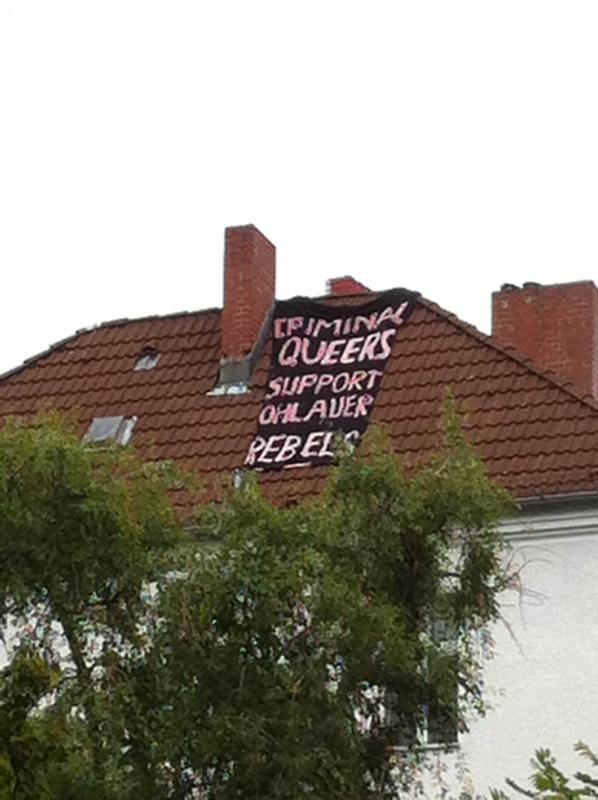 CRIMINAL
QUEERS
SUPPORT
OHLAUER
REBELS